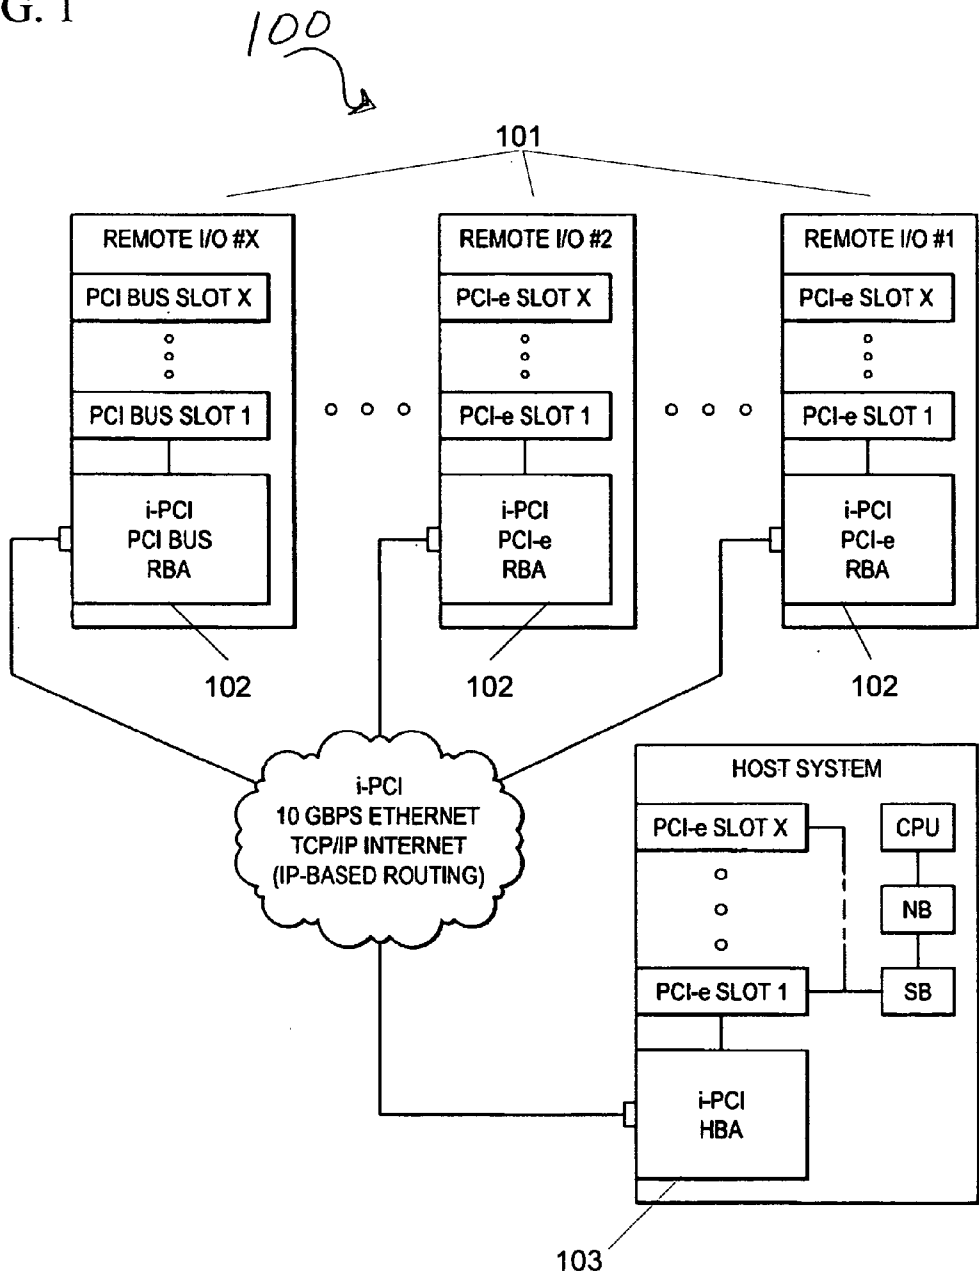 G. 1
100
101
REMOTE I/O #X
PCI BUS SLOT X
PCI BUS SLOT 1
i-PCI
PCI BUS
RBA
102
REMOTE I/O #2
PCI-e SLOT X
PCI-e SLOT 1
i-PCI
PCI-e
RBA
102
REMOTE I/O #1
PCI-e SLOT X
PCI-e SLOT 1
i-PCI
PCI-e
RBA
102
i-PCI
10 GBPS ETHERNET
TCP/IP INTERNET
(IP-BASED ROUTING)
HOST SYSTEM
PCI-e SLOT X
CPU
NB
PCI-e SLOT 1
SB
i-PCI
HBA
103